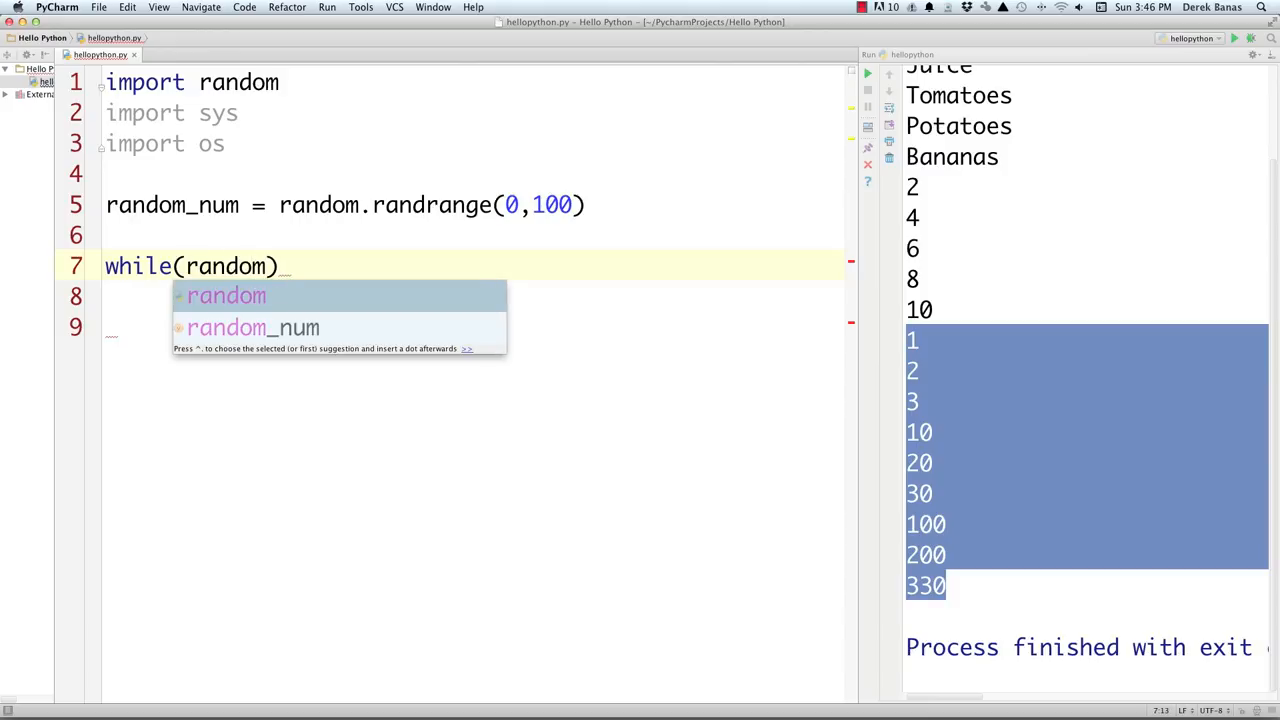 PyCharm File Edit View Navigate Code Refactor Run Tools VCS Window Help 10 Sun 3:46 PM Derek Banas
hellopython.py – Hello Python – [~/PycharmProjects/Hello Python]
Hello Python hellopython.py hellopython
hellopython.py
Run hellopython
Hello P
hell
Externa
1 import random
2 import sys
3 import os
4
5 random_num = random.randrange(0,100)
6
7 while(random)
8
9
random
random_num
Press ^. to choose the selected (or first) suggestion and insert a dot afterwards >>
Juice
Tomatoes
Potatoes
Bananas
2
4
6
8
10
1
2
3
10
20
30
100
200
330
Process finished with exit
7:13 LF UTF-8